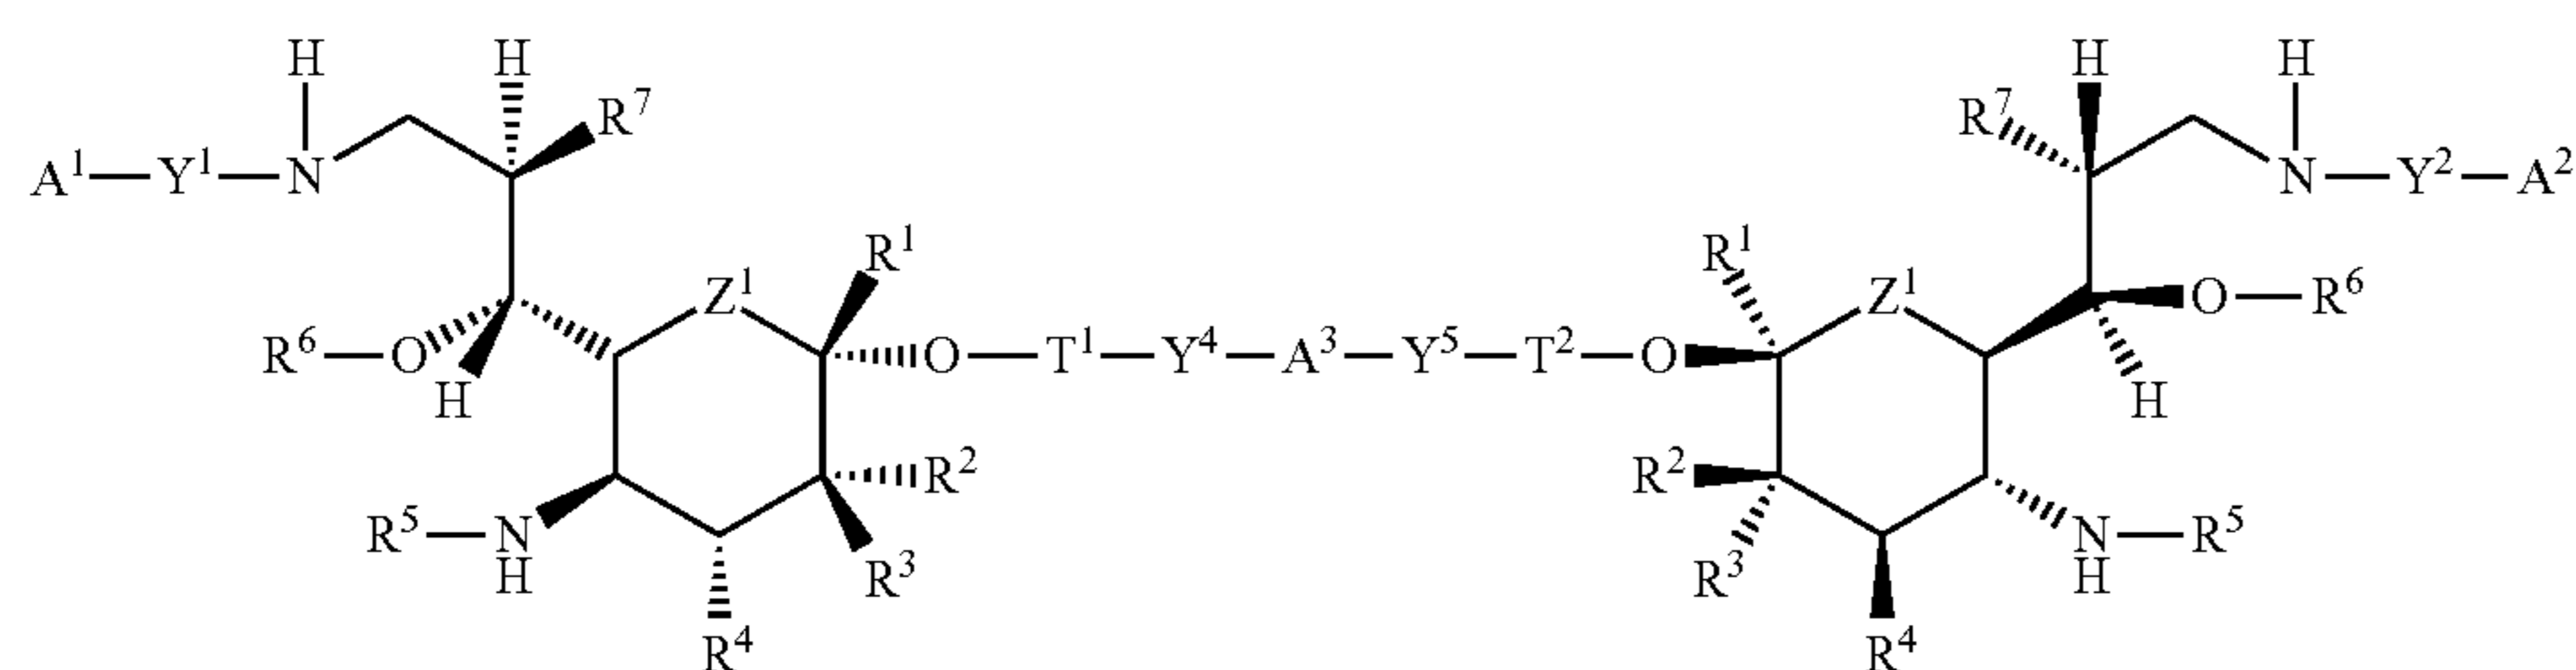 H H H H
R⁷ R⁷
A¹—Y¹—N N—Y²—A²
R¹ R¹
Z¹ Z¹
R⁶—O O—R⁶
O—T¹—Y⁴—A³—Y⁵—T²—O
H H
R² R²
R⁵—N N—R⁵
H R³ R³ H
R⁴ R⁴